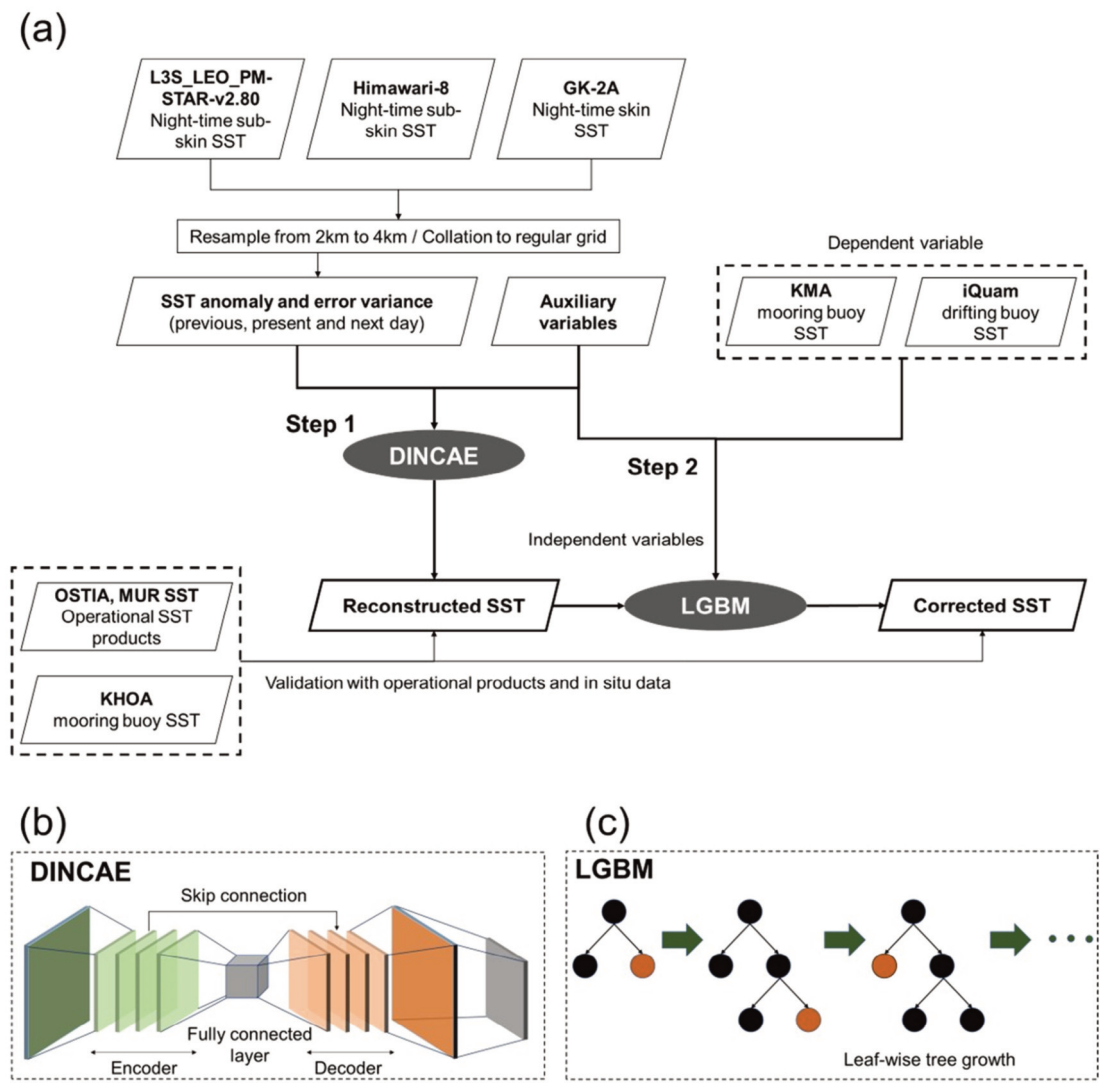 (a)
L3S_LEO_PM-
STAR-v2.80
Night-time sub-
skin SST
Himawari-8
Night-time sub-
skin SST
GK-2A
Night-time skin
SST
Resample from 2km to 4km / Collation to regular grid
Dependent variable
SST anomaly and error variance
(previous, present and next day)
Auxiliary
variables
KMA
mooring buoy
SST
iQuam
drifting buoy
SST
Step 1
DINCAE
Step 2
Independent variables
OSTIA, MUR SST
Operational SST
products
Reconstructed SST
LGBM
Corrected SST
KHOA
mooring buoy SST
Validation with operational products and in situ data
(b)
DINCAE
Skip connection
Fully connected
layer
Encoder
Decoder
(c)
LGBM
Leaf-wise tree growth